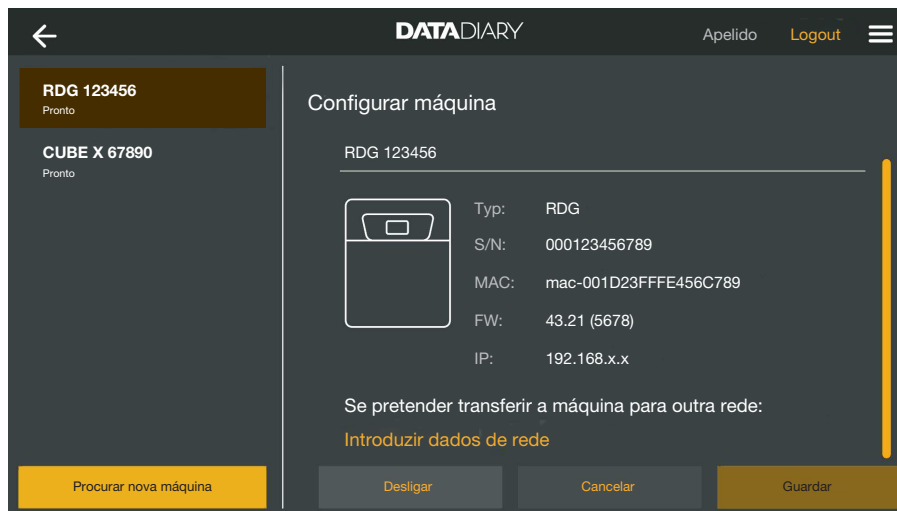 DATADIARY
Apelido
Logout
RDG 123456
Pronto
CUBE X 67890
Pronto
Procurar nova máquina
Configurar máquina
RDG 123456
Typ: RDG
S/N: 000123456789
MAC: mac-001D23FFFE456C789
FW: 43.21 (5678)
IP: 192.168.x.x
Se pretender transferir a máquina para outra rede:
Introduzir dados de rede
Desligar
Cancelar
Guardar